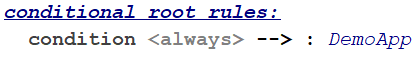 conditional root rules:
condition <always> --> : DemoApp